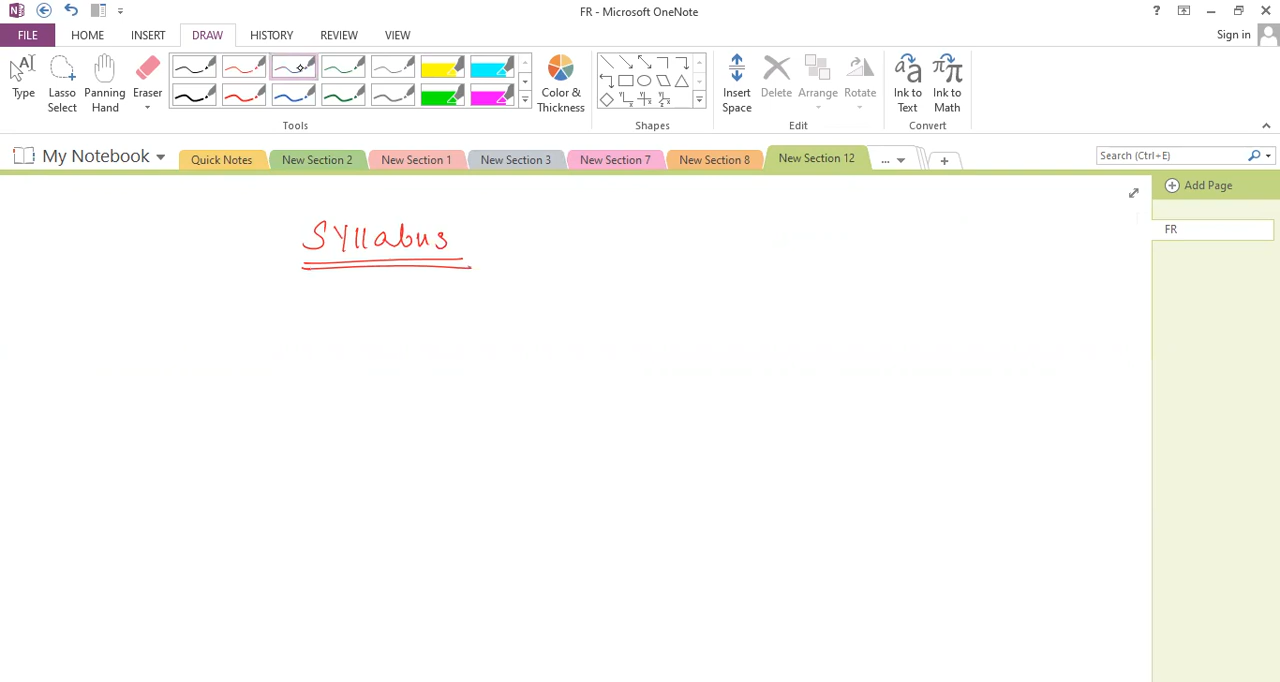 FR - Microsoft OneNote
?
FILE HOME INSERT DRAW HISTORY REVIEW VIEW
Sign in
Type
Lasso Select
Panning Hand
Eraser
Color & Thickness
Insert Space
Delete
Arrange
Rotate
Ink to Text
Ink to Math
Tools
Shapes
Edit
Convert
My Notebook
Quick Notes
New Section 2
New Section 1
New Section 3
New Section 7
New Section 8
New Section 12
...
Search (Ctrl+E)
Add Page
FR
Syllabus